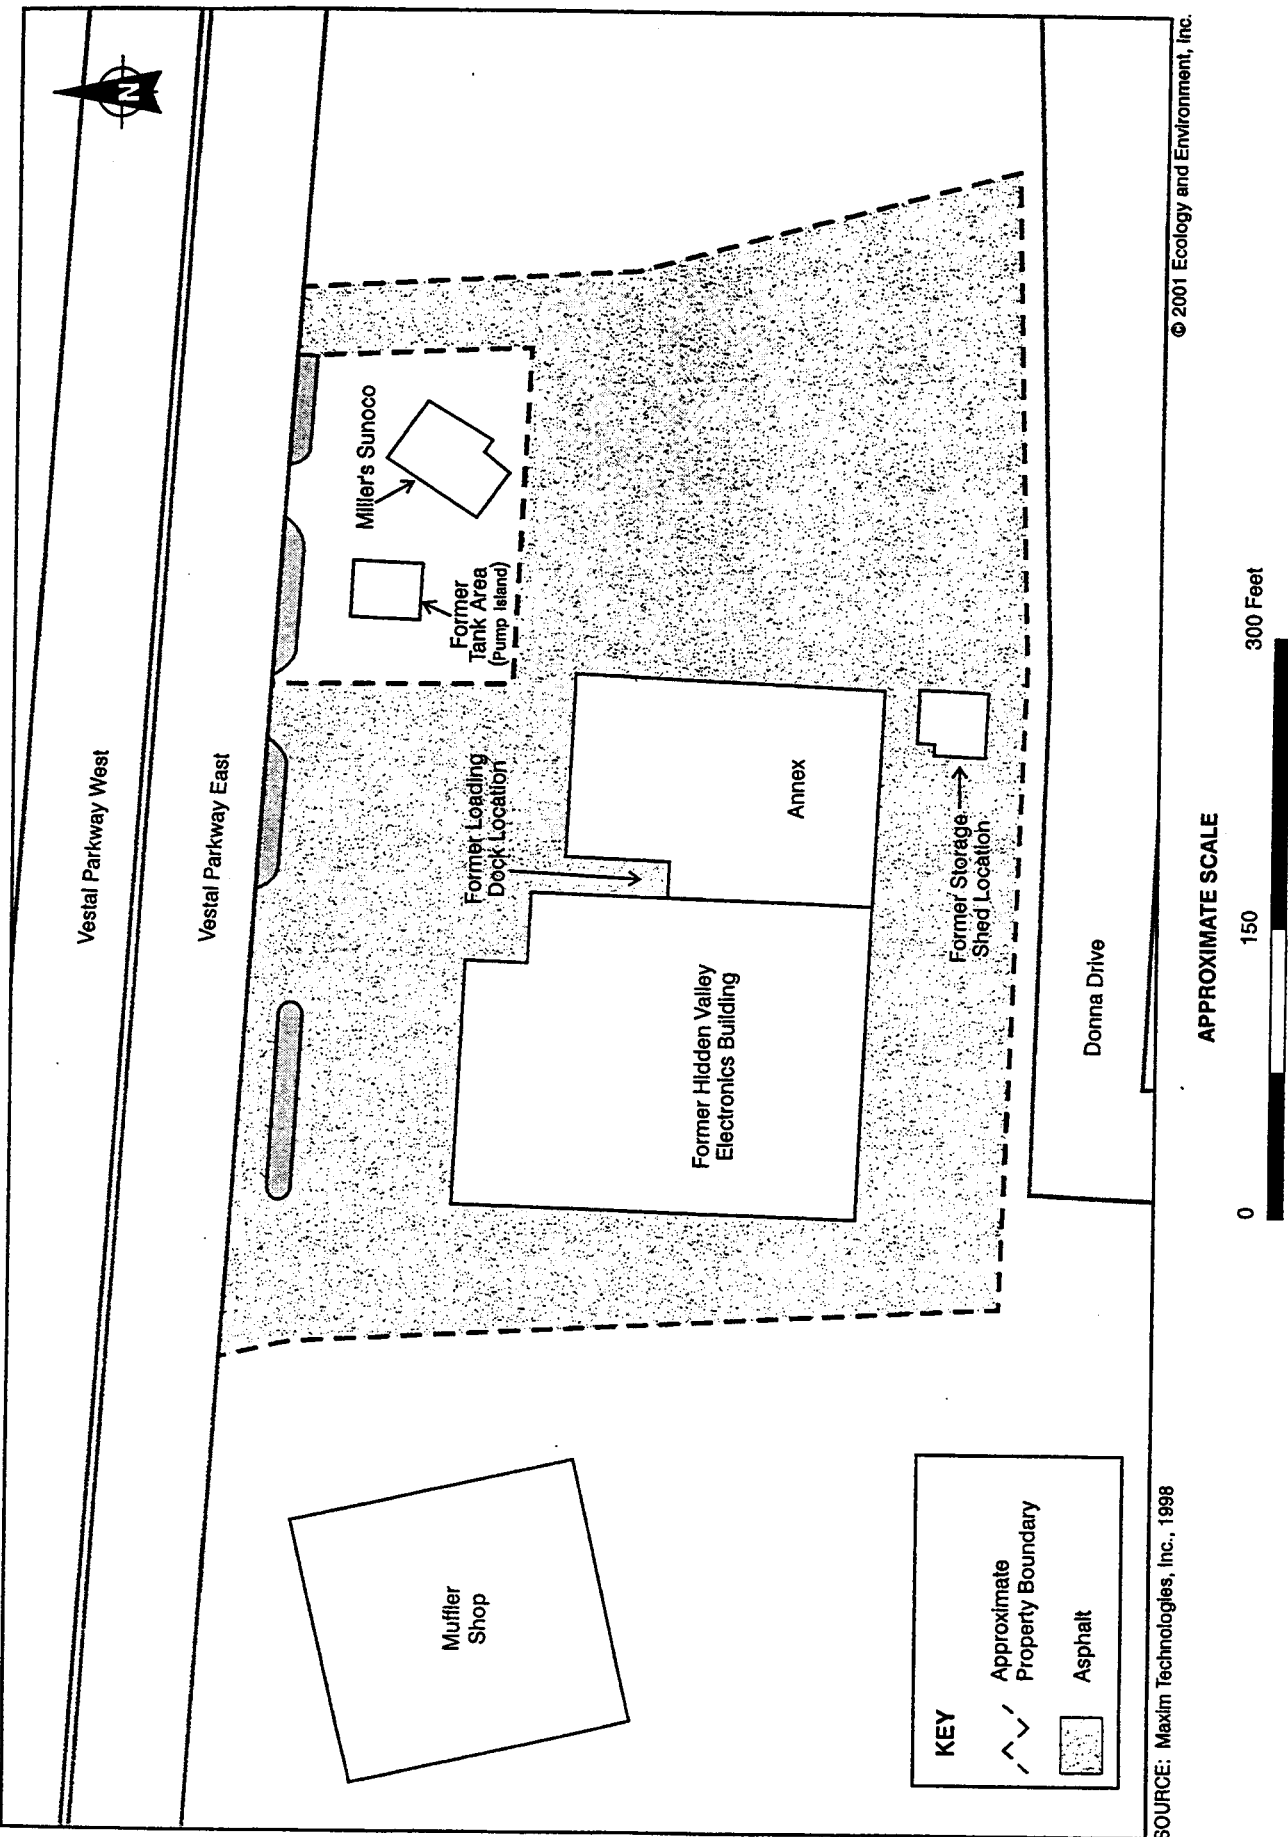 N
Vestal Parkway West
Vestal Parkway East
Miller's Sunoco
Former
Tank Area
(Pump Island)
Former Loading
Dock Location
Annex
Former Hidden Valley
Electronics Building
Former Storage
Shed Location
Donna Drive
Muffler
Shop
KEY
Approximate
Property Boundary
Asphalt
SOURCE: Maxim Technologies, Inc., 1998
© 2001 Ecology and Environment, Inc.
APPROXIMATE SCALE
0
150
300 Feet